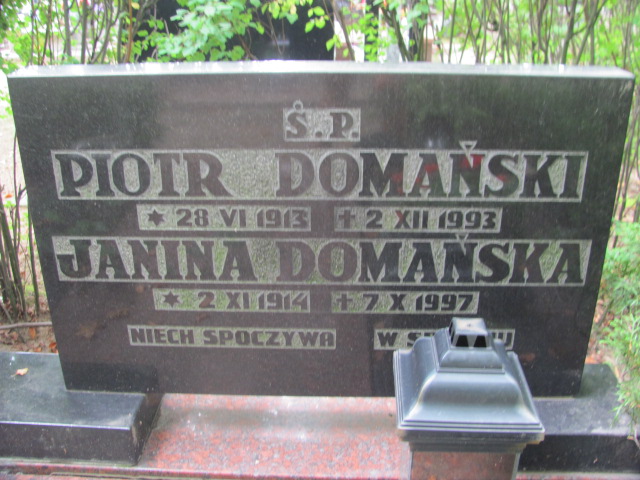 Ś.P.
PIOTR DOMAŃSKI
* 28 VI 1913 + 2 XII 1993
JANINA DOMAŃSKA
* 2 XI 1914 + 7 X 1997
NIECH SPOCZYWA W